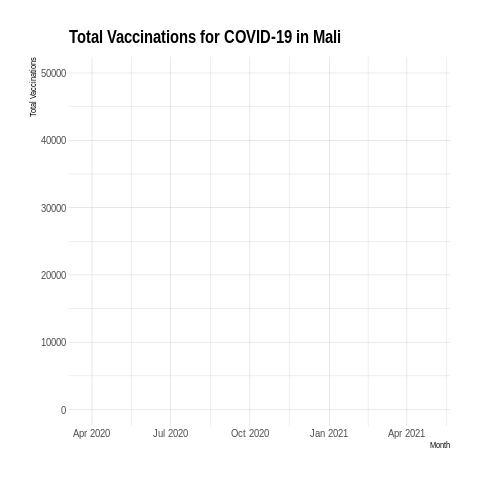 Total Vaccinations for COVID-19 in Mali
Total Vaccinations
50000
40000
30000
20000
10000
0
Apr 2020 Jul 2020 Oct 2020 Jan 2021 Apr 2021
Month